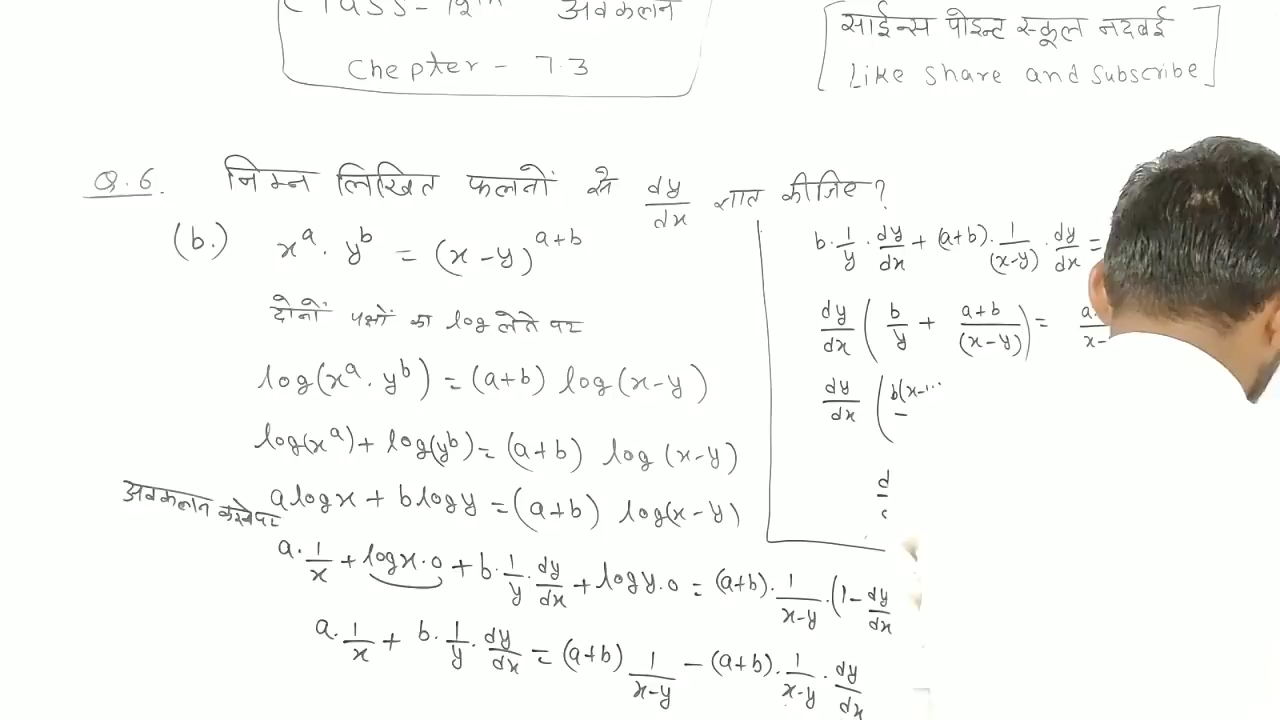 Class-12th अवकलन
Chepter - 7.3
साईन्स पोइन्ट स्कूल नदबई
Like share and subscribe
Q.6. निम्न लिखित फलनों से dy/dx ज्ञात कीजिए?
(b.) x^a · y^b = (x-y)^(a+b)
दोनों पक्षों का log लेने पर
log(x^a · y^b) = (a+b) log(x-y)
log(x^a) + log(y^b) = (a+b) log(x-y)
a log x + b log y = (a+b) log(x-y)
अवकलन करने पर
a · 1/x + log x · 0 + b · 1/y · dy/dx + log y · 0 = (a+b) · 1/(x-y) · (1 - dy/dx
a · 1/x + b · 1/y · dy/dx = (a+b) 1/(x-y) - (a+b) · 1/(x-y) · dy/dx
b · 1/y · dy/dx + (a+b) · 1/(x-y) · dy/dx =
dy/dx ( b/y + (a+b)/(x-y) ) =
dy/dx ( b(x-